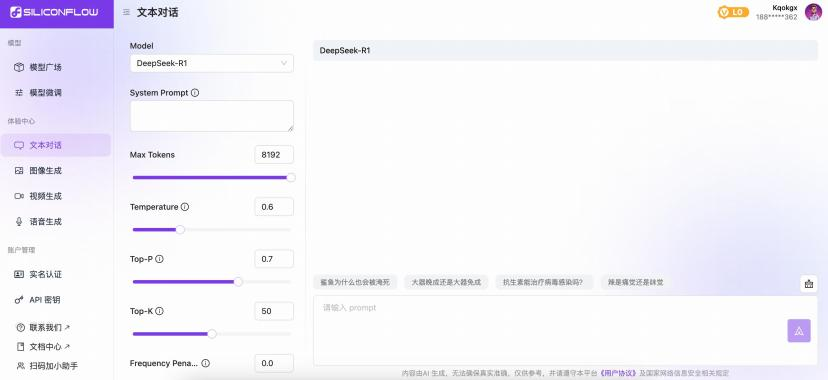 SILICONFLOW
模型
模型广场
模型微调
体验中心
文本对话
图像生成
视频生成
语音生成
账户管理
实名认证
API 密钥
联系我们
文档中心
扫码加小助手
文本对话
L0
Kqokgx
188*****362
Model
DeepSeek-R1
System Prompt
Max Tokens
8192
Temperature
0.6
Top-P
0.7
Top-K
50
Frequency Pena...
0.0
DeepSeek-R1
鲨鱼为什么也会被淹死
大器晚成还是大器免成
抗生素能治疗病毒感染吗?
辣是痛觉还是味觉
请输入 prompt
内容由AI 生成，无法确保真实准确，仅供参考，并请遵守本平台《用户协议》及国家网络信息安全相关规定